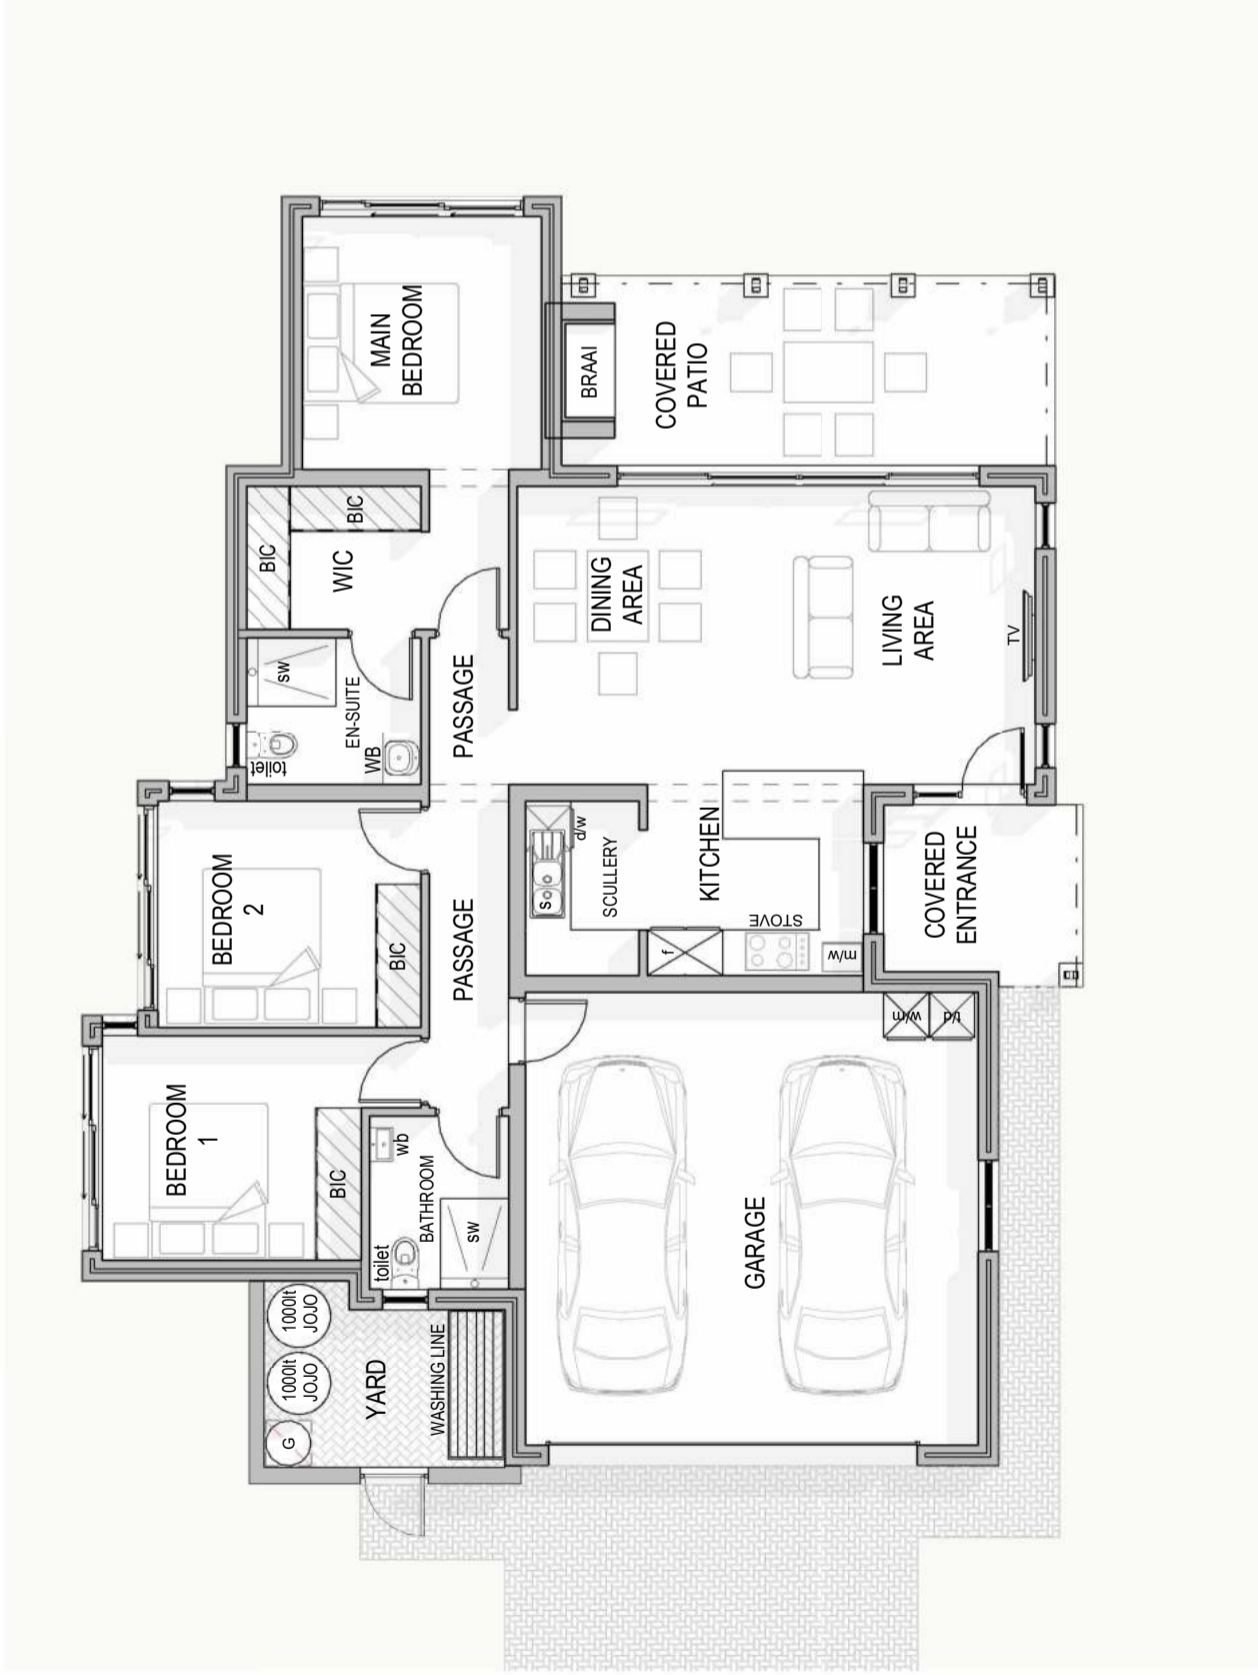 MAIN
BEDROOM
BRAAI
COVERED
PATIO
BIC
BIC
WIC
DINING
AREA
LIVING
AREA
TV
sw
EN-SUITE
toilet
WB
PASSAGE
BEDROOM
2
BIC
PASSAGE
d/w
S
SCULLERY
KITCHEN
STOVE
f
m/w
COVERED
ENTRANCE
w/m
t/d
BEDROOM
1
BIC
wb
BATHROOM
toilet
sw
GARAGE
1000lt
JOJO
1000lt
JOJO
G
YARD
WASHING LINE